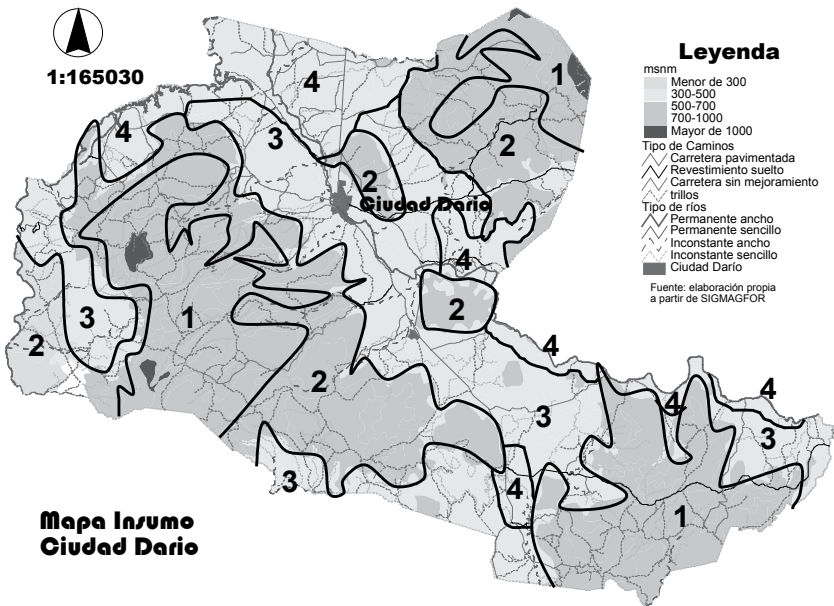 1:165030
Leyenda
msnm
Menor de 300
300-500
500-700
700-1000
Mayor de 1000
Tipo de Caminos
Carretera pavimentada
Revestimiento suelto
Carretera sin mejoramiento
trillos
Tipo de ríos
Permanente ancho
Permanente sencillo
Inconstante ancho
Inconstante sencillo
Ciudad Darío
Fuente: elaboración propia
a partir de SIGMAGFOR
4
1
4
3
2
2
Ciudad Dario
4
2
3
1
2
4
2
4
4
3
3
3
4
1
Mapa Insumo
Ciudad Dario